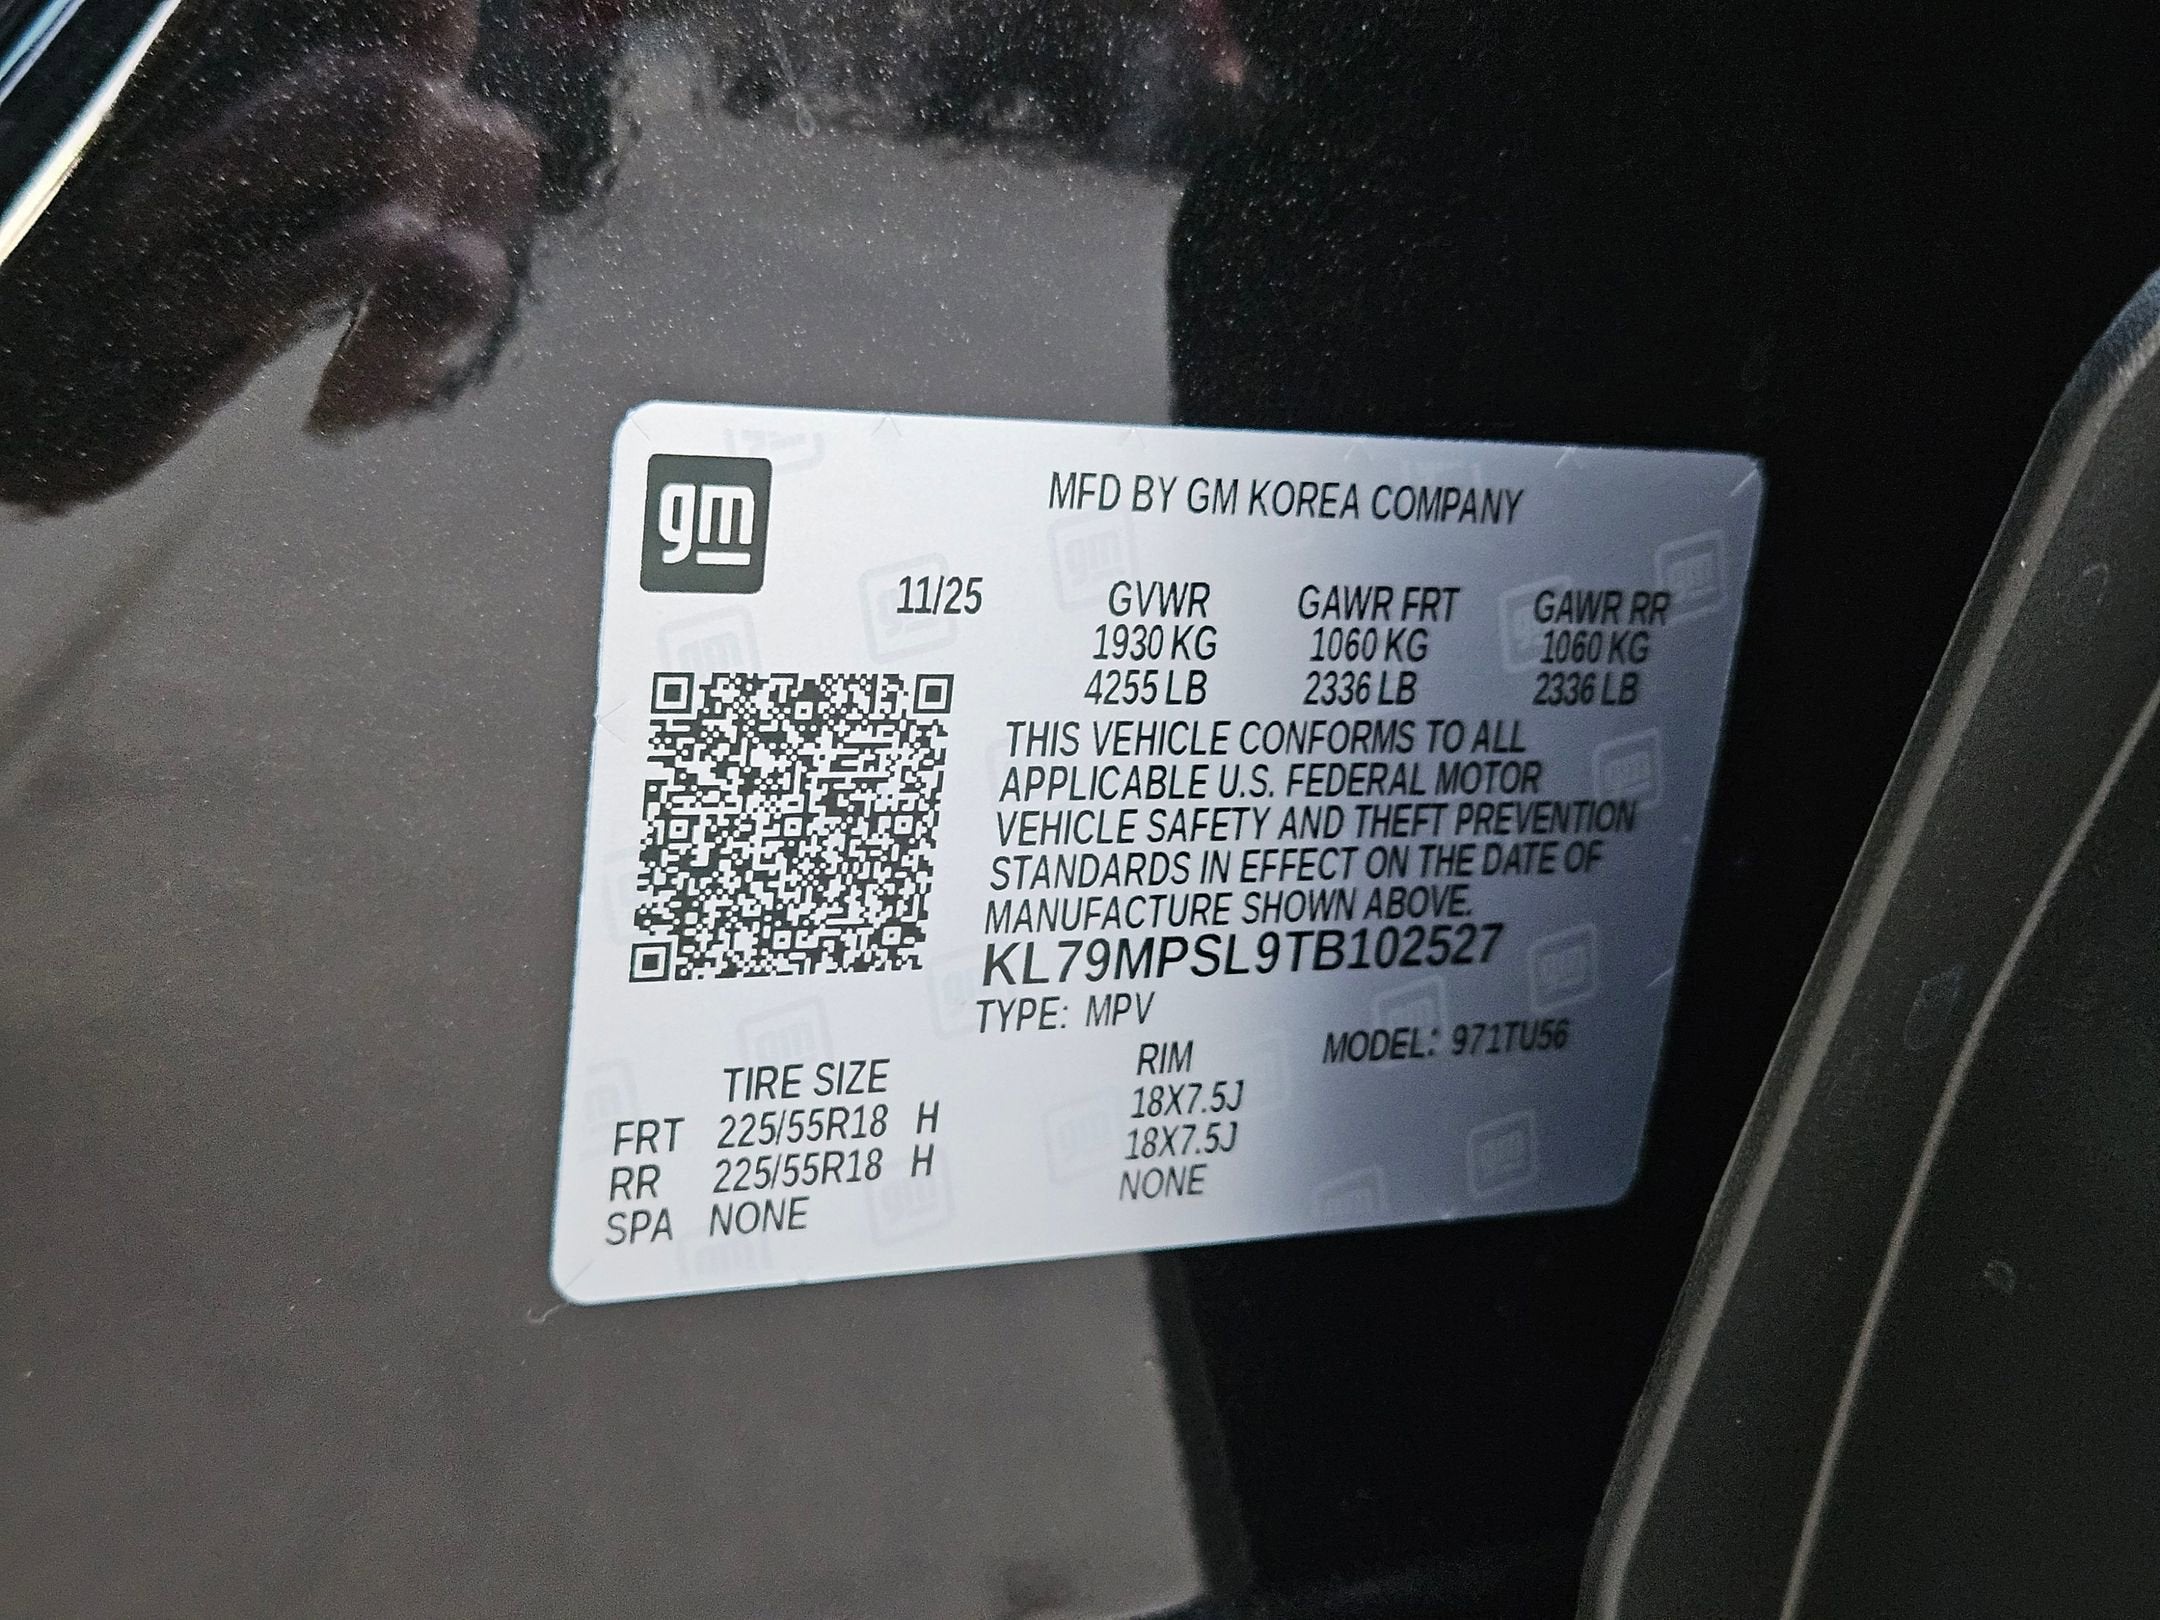 gm
MFD BY GM KOREA COMPANY
11/25 GVWR GAWR FRT GAWR RR
1930 KG 1060 KG 1060 KG
4255 LB 2336 LB 2336 LB
THIS VEHICLE CONFORMS TO ALL
APPLICABLE U.S. FEDERAL MOTOR
VEHICLE SAFETY AND THEFT PREVENTION
STANDARDS IN EFFECT ON THE DATE OF
MANUFACTURE SHOWN ABOVE.
KL79MPSL9TB102527
TYPE: MPV MODEL: 971TU56
TIRE SIZE RIM
FRT 225/55R18 H 18X7.5J
RR 225/55R18 H 18X7.5J
SPA NONE NONE